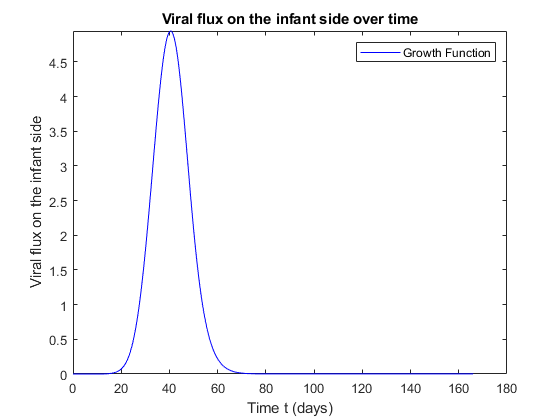 Viral flux on the infant side over time
Growth Function
Viral flux on the infant side
4.5
4
3.5
3
2.5
2
1.5
1
0.5
0
0 20 40 60 80 100 120 140 160 180
Time t (days)